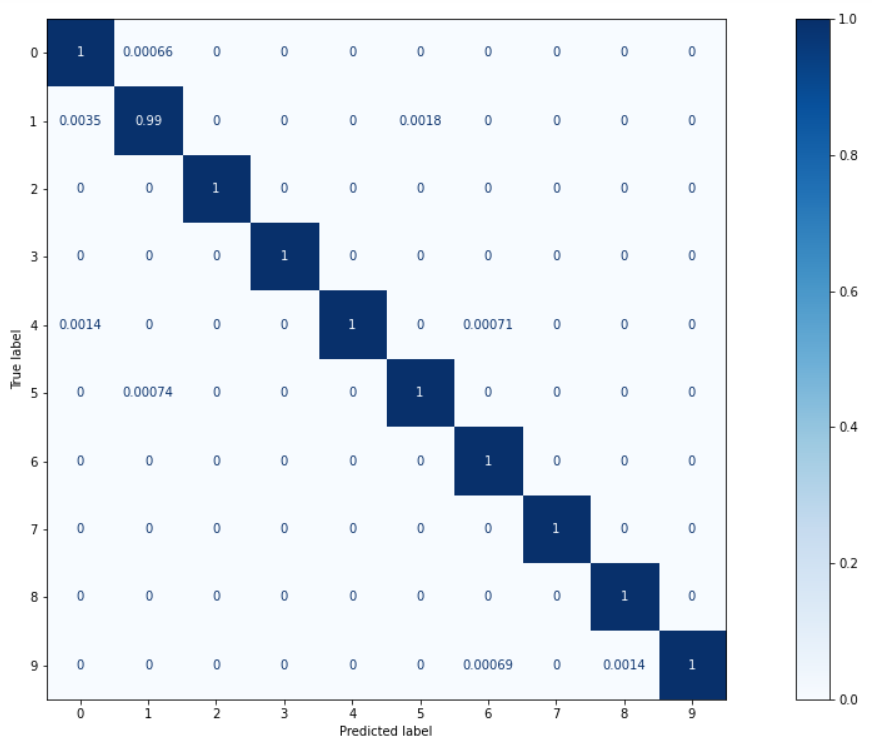 0 1 0.00066 0 0 0 0 0 0 0 0
1 0.0035 0.99 0 0 0 0.0018 0 0 0 0
2 0 0 1 0 0 0 0 0 0 0
3 0 0 0 1 0 0 0 0 0 0
4 0.0014 0 0 0 1 0 0.00071 0 0 0
5 0 0.00074 0 0 0 1 0 0 0 0
6 0 0 0 0 0 0 1 0 0 0
7 0 0 0 0 0 0 0 1 0 0
8 0 0 0 0 0 0 0 0 1 0
9 0 0 0 0 0 0 0.00069 0 0.0014 1
0 1 2 3 4 5 6 7 8 9
Predicted label
True label
1.0
0.8
0.6
0.4
0.2
0.0